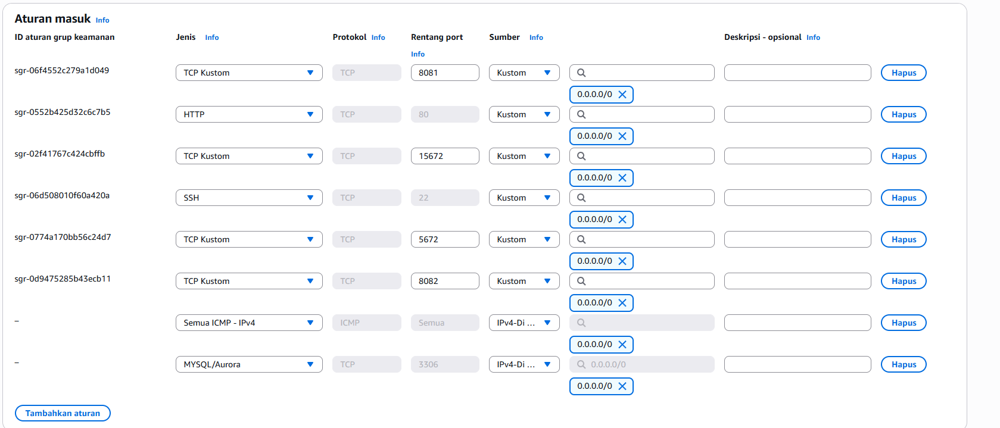 Aturan masuk Info
ID aturan grup keamanan Jenis Info Protokol Info Rentang port Info Sumber Info Deskripsi - opsional Info
sgr-06f4552c279a1d049 TCP Kustom TCP 8081 Kustom Hapus
0.0.0.0/0
sgr-0552b425d32c6c7b5 HTTP TCP 80 Kustom Hapus
0.0.0.0/0
sgr-02f41767c424cbffb TCP Kustom TCP 15672 Kustom Hapus
0.0.0.0/0
sgr-06d508010f60a420a SSH TCP 22 Kustom Hapus
0.0.0.0/0
sgr-0774a170bb56c24d7 TCP Kustom TCP 5672 Kustom Hapus
0.0.0.0/0
sgr-0d9475285b43ecb11 TCP Kustom TCP 8082 Kustom Hapus
0.0.0.0/0
– Semua ICMP - IPv4 ICMP Semua IPv4-Di ... Hapus
0.0.0.0/0
– MYSQL/Aurora TCP 3306 IPv4-Di ... 0.0.0.0/0 Hapus
0.0.0.0/0
Tambahkan aturan